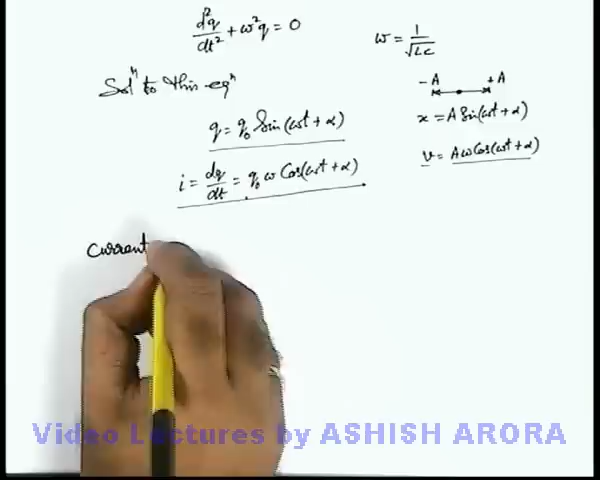 d²q/dt² + ω²q = 0
ω = 1/√LC
Solⁿ to this eqⁿ
-A +A
q = q₀ Sin(ωt + α)
x = A Sin(ωt + α)
i = dq/dt = q₀ ω Cos(ωt + α)
v = Aω Cos(ωt + α)
Current
Video Lectures by ASHISH ARORA